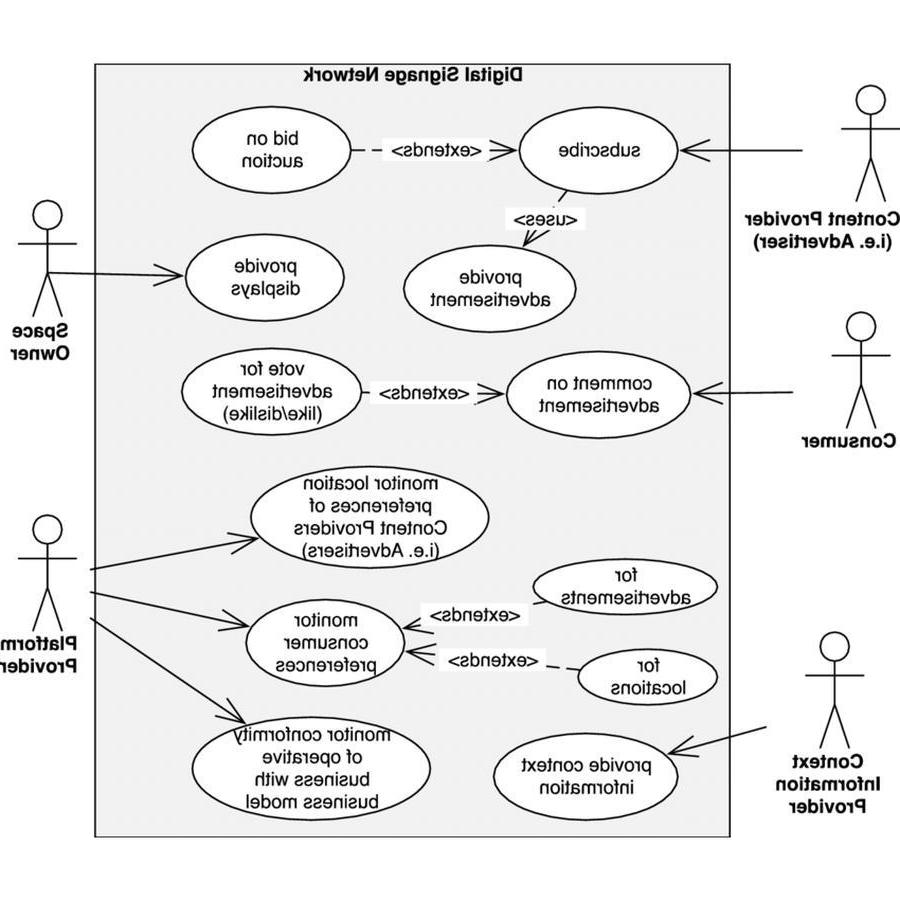 Digital Signage Network
Content Provider
(i.e. Advertiser)
subscribe
<extends>
bid on
auction
<uses>
provide
advertisement
provide
displays
Space
Owner
Consumer
comment on
advertisement
<extends>
vote for
advertisement
(like/dislike)
monitor location
preferences of
Content Providers
(i.e. Advertisers)
Platform
Provider
for
advertisements
<extends>
monitor
consumer
preferences
<extends>
for
locations
Context
Information
Provider
provide context
information
monitor conformity
of operative
business with
business model